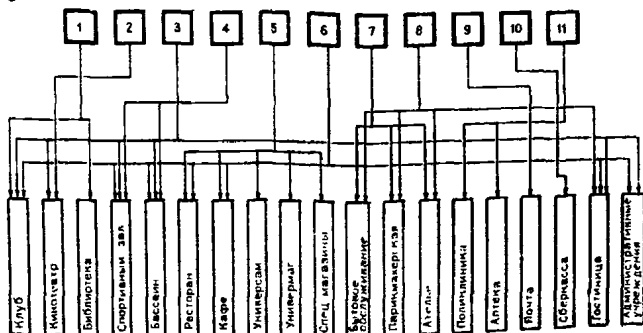 1 2 3 4 5 6 7 8 9 10 11
Клуб
Кинотеатр
Библиотека
Спортивный зал
Бассейн
Ресторан
Кафе
Универсам
Универмаг
Спец магазины
Бытовое
обслуживание
Парикмахерская
Ателье
Поликлиника
Аптека
Почта
Сберкасса
Гостиница
Административные
учреждения